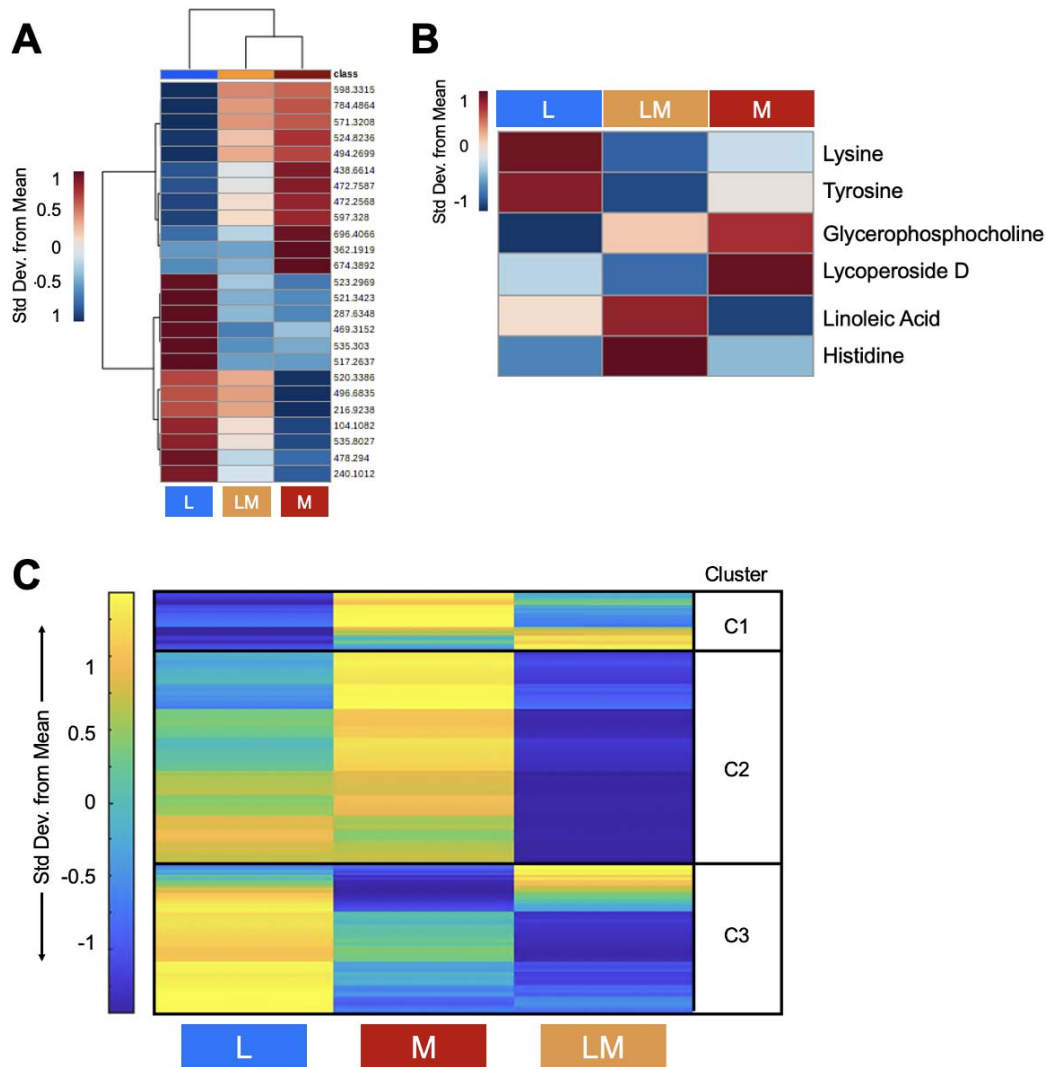 A
class
598.3315
784.4864
571.3208
524.8236
494.2699
438.6614
472.7587
472.2568
597.328
696.4066
362.1919
674.3892
523.2969
521.3423
287.6348
469.3152
535.303
517.2637
520.3386
496.6835
216.9238
104.1082
535.8027
478.294
240.1012
Std Dev. from Mean
1
0.5
0
-0.5
1
L LM M
B
Std Dev. from Mean
1
0
-1
L LM M
Lysine
Tyrosine
Glycerophosphocholine
Lycoperoside D
Linoleic Acid
Histidine
C
Cluster
Std Dev. from Mean
1
0.5
0
-0.5
-1
C1
C2
C3
L M LM